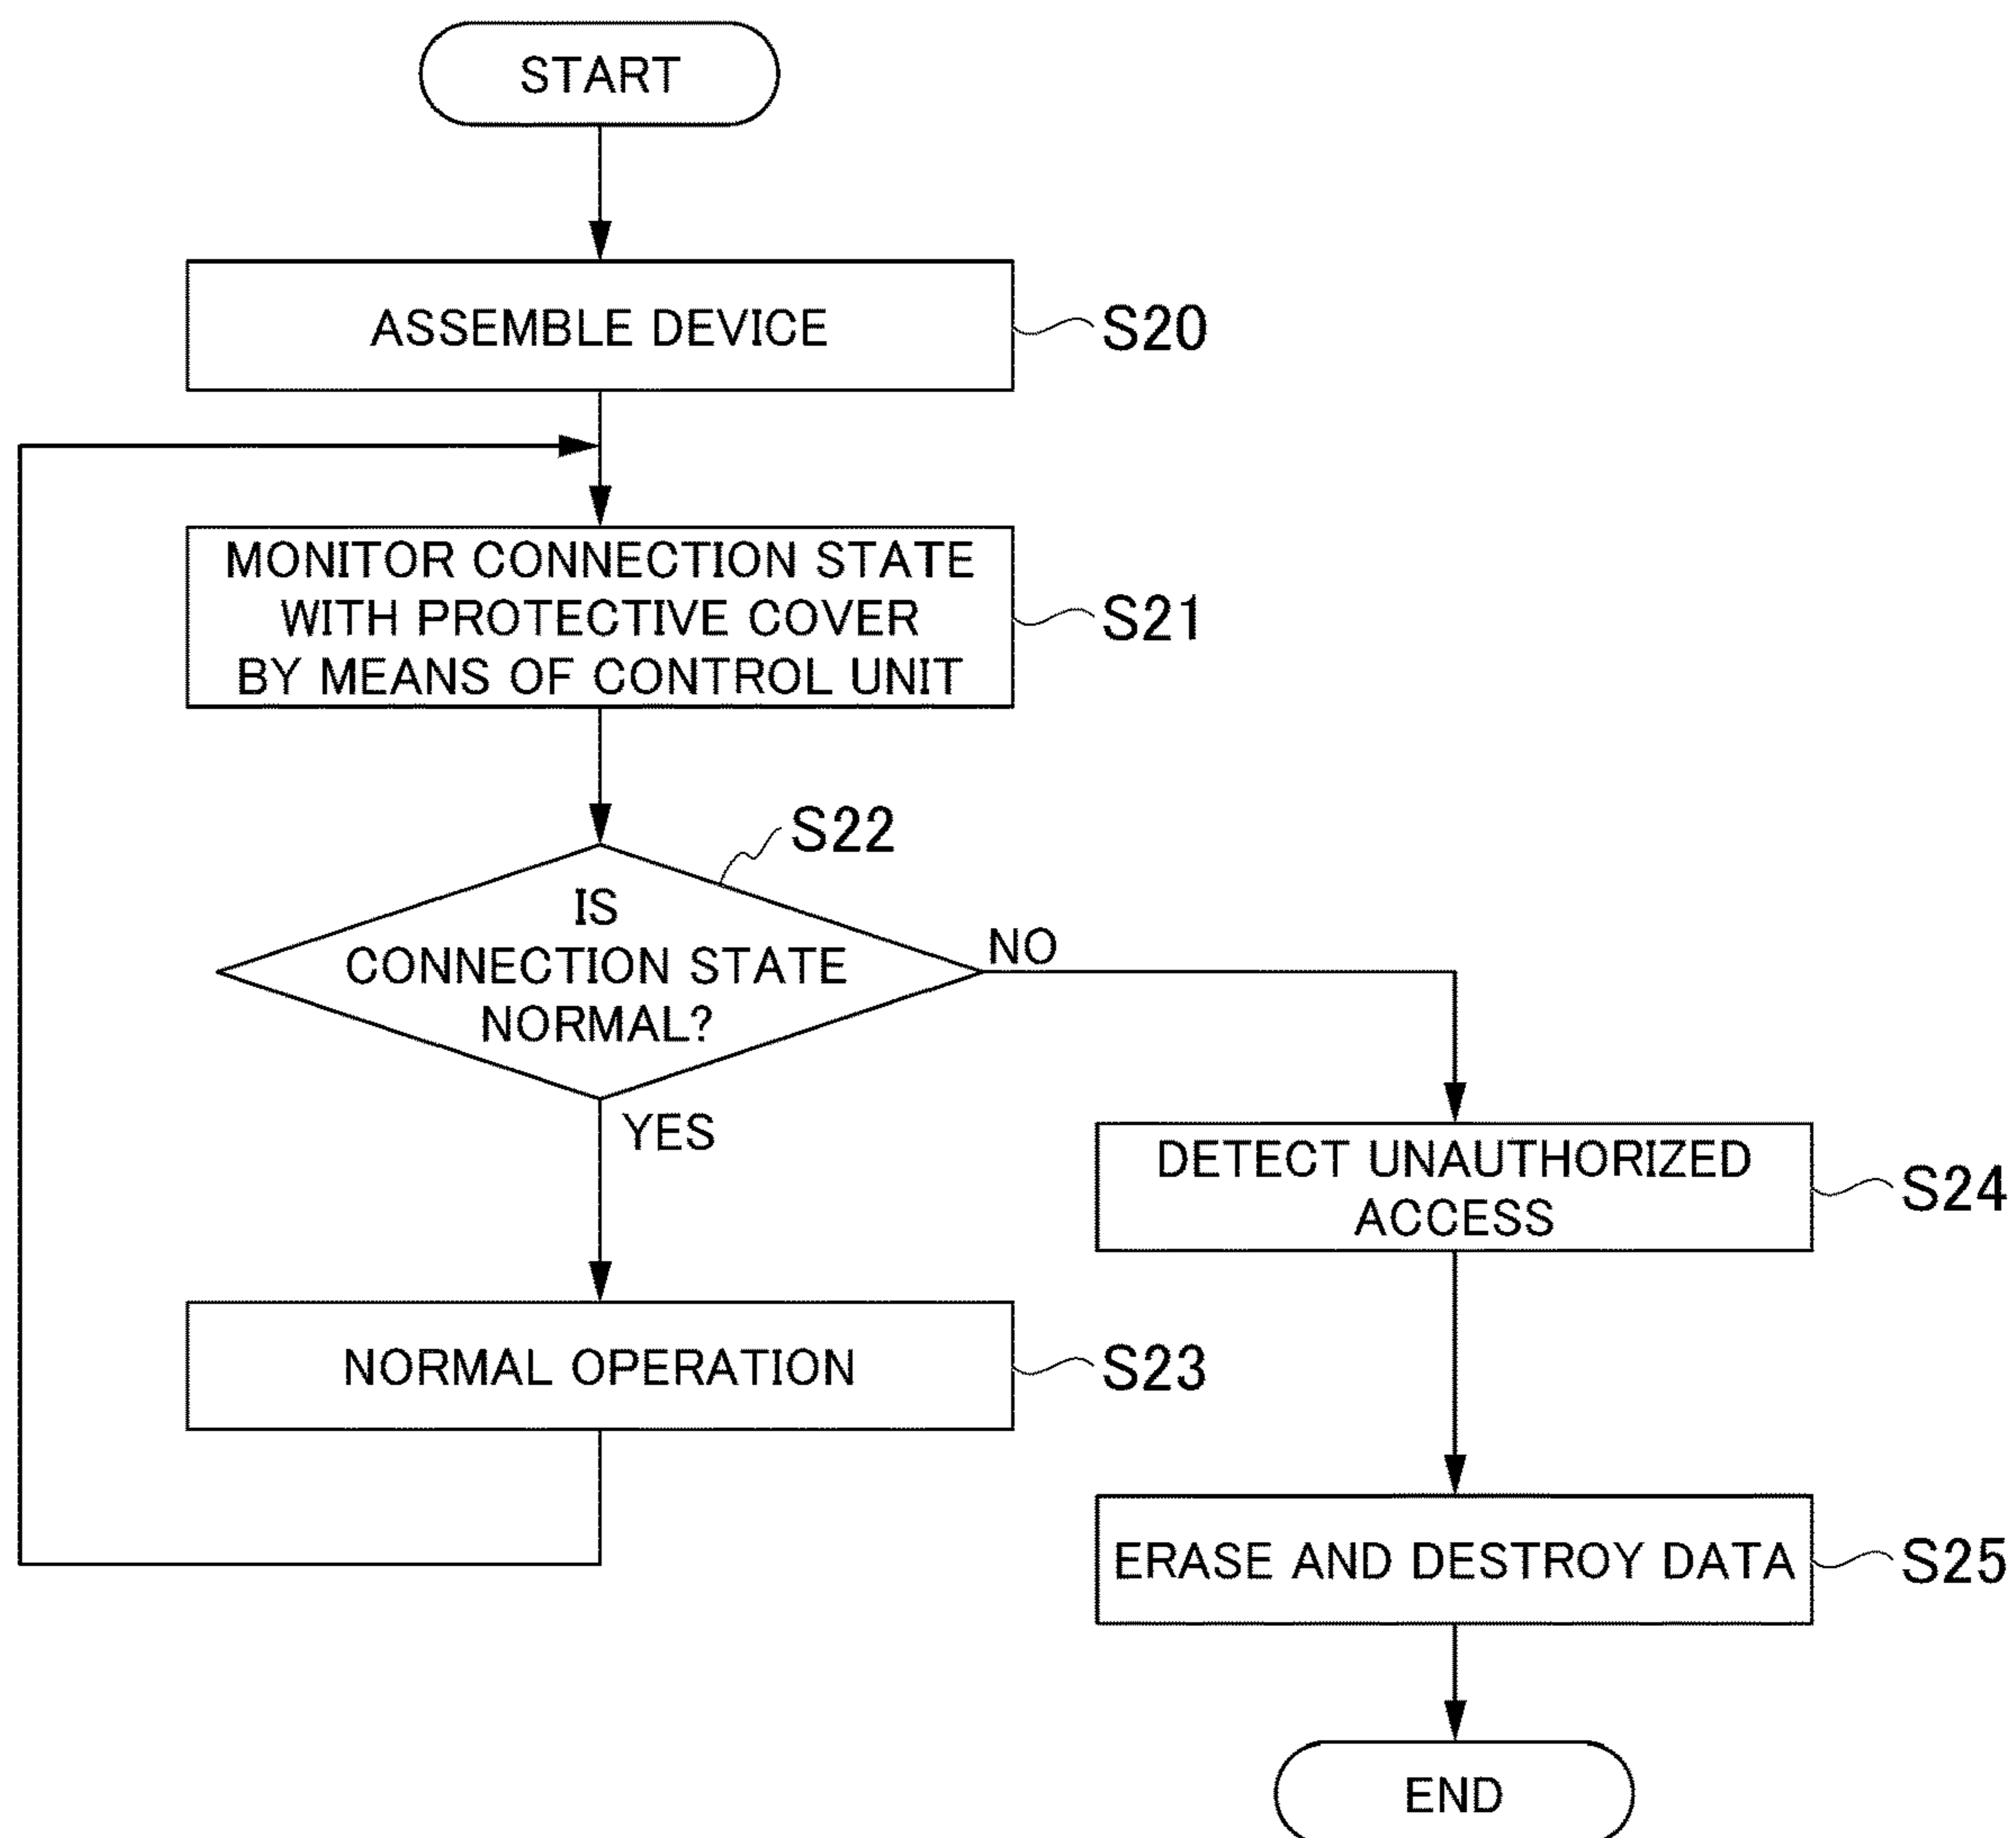 START
ASSEMBLE DEVICE
S20
MONITOR CONNECTION STATE
WITH PROTECTIVE COVER
BY MEANS OF CONTROL UNIT
S21
S22
IS
CONNECTION STATE
NORMAL?
NO
YES
DETECT UNAUTHORIZED
ACCESS
S24
NORMAL OPERATION
S23
ERASE AND DESTROY DATA
S25
END